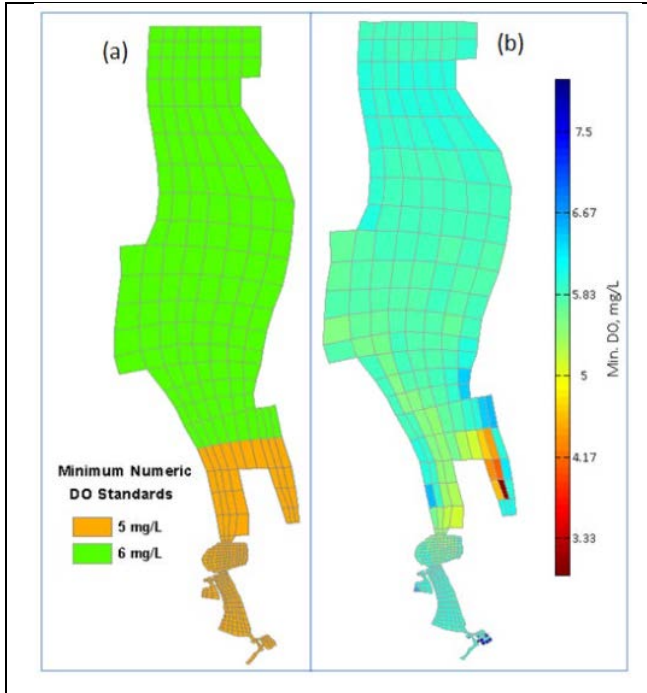 (a)
(b)
7.5
6.67
5.83
5
4.17
3.33
Min. DO, mg/L
Minimum Numeric
DO Standards
5 mg/L
6 mg/L